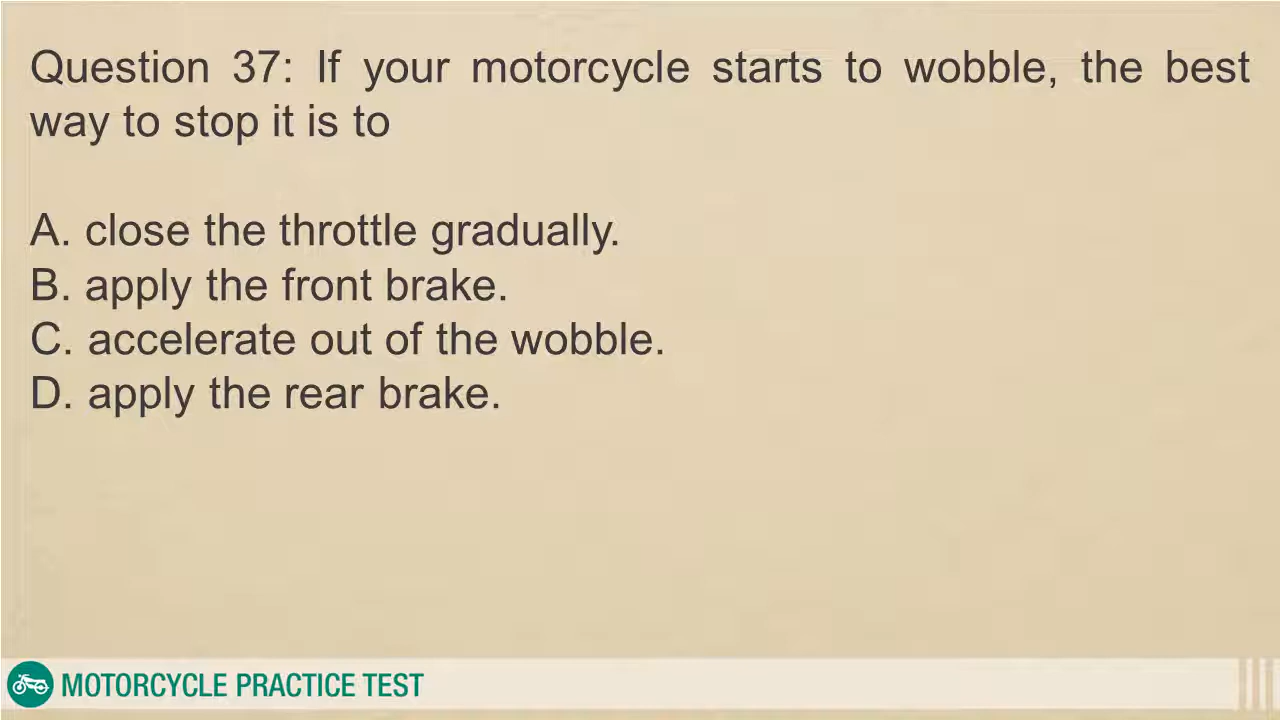 Question 37: If your motorcycle starts to wobble, the best
way to stop it is to
A. close the throttle gradually.
B. apply the front brake.
C. accelerate out of the wobble.
D. apply the rear brake.
MOTORCYCLE PRACTICE TEST